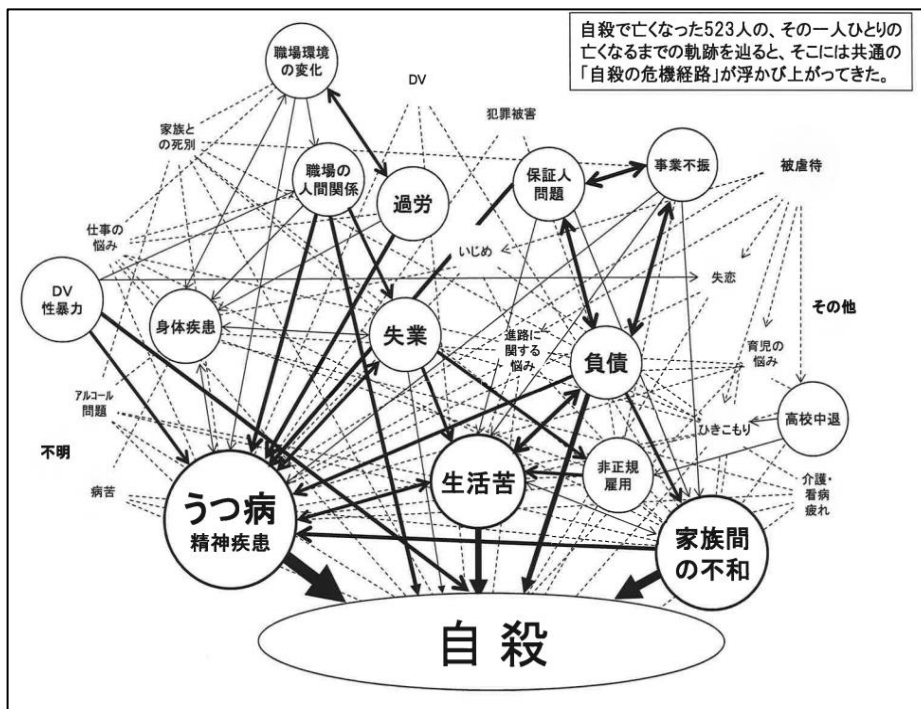 自殺で亡くなった523人の、その一人ひとりの
亡くなるまでの軌跡を辿ると、そこには共通の
「自殺の危機経路」が浮かび上がってきた。
職場環境
の変化
DV
犯罪被害
家族と
の死別
職場の
人間関係
過労
保証人
問題
事業不振
被虐待
仕事の
悩み
いじめ
失恋
DV
性暴力
身体疾患
失業
進路に
関する
悩み
負債
その他
育児の
悩み
アルコール
問題
ひきこもり
高校中退
不明
病苦
うつ病
精神疾患
生活苦
非正規
雇用
介護・
看病
疲れ
家族間
の不和
自殺